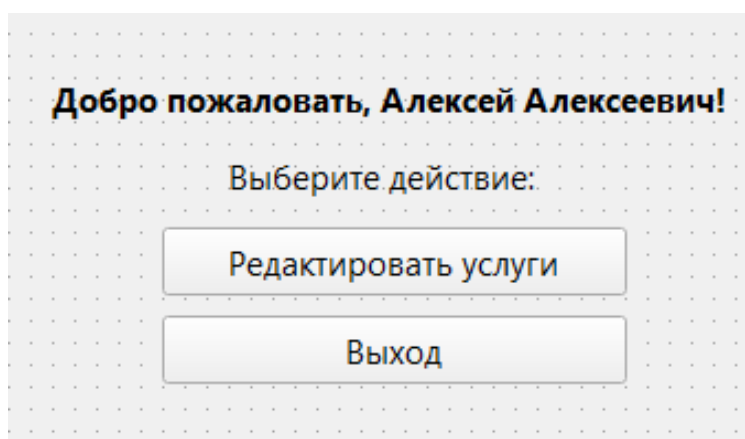 Добро пожаловать, Алексей Алексеевич!
Выберите действие:
Редактировать услуги
Выход